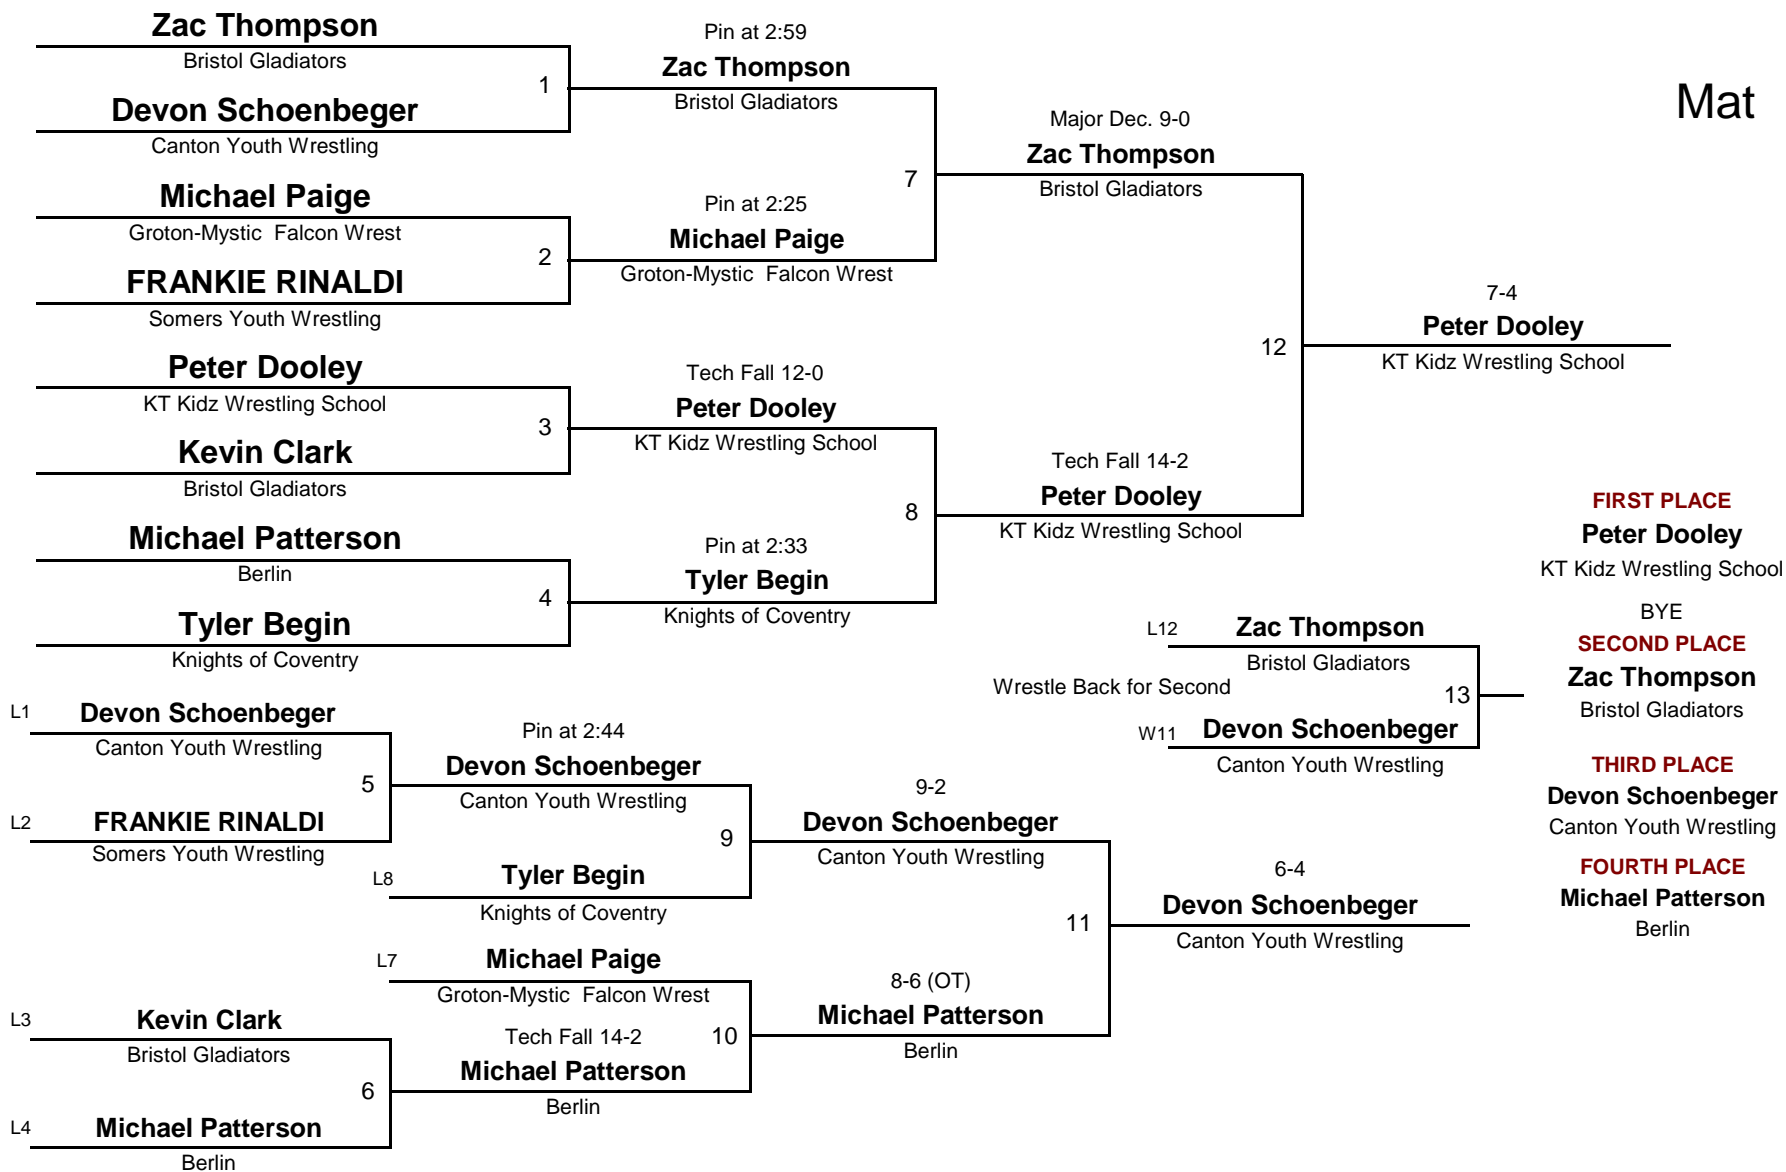 Zac Thompson
Bristol Gladiators
1
Devon Schoenbeger
Canton Youth Wrestling
Michael Paige
Groton-Mystic  Falcon Wrest
2
FRANKIE RINALDI
Somers Youth Wrestling
Peter Dooley
KT Kidz Wrestling School
3
Kevin Clark
Bristol Gladiators
Michael Patterson
Berlin
4
Tyler Begin
Knights of Coventry
Pin at 2:59
Zac Thompson
Bristol Gladiators
7
Pin at 2:25
Michael Paige
Groton-Mystic  Falcon Wrest
Tech Fall 12-0
Peter Dooley
KT Kidz Wrestling School
8
Pin at 2:33
Tyler Begin
Knights of Coventry
Major Dec. 9-0
Zac Thompson
Bristol Gladiators
12
Tech Fall 14-2
Peter Dooley
KT Kidz Wrestling School
Mat
7-4
Peter Dooley
KT Kidz Wrestling School
L1 Devon Schoenbeger
Canton Youth Wrestling
5
L2 FRANKIE RINALDI
Somers Youth Wrestling
L3 Kevin Clark
Bristol Gladiators
6
L4 Michael Patterson
Berlin
Pin at 2:44
Devon Schoenbeger
Canton Youth Wrestling
9
L8 Tyler Begin
Knights of Coventry
L7 Michael Paige
Groton-Mystic  Falcon Wrest
Tech Fall 14-2 10
Michael Patterson
Berlin
9-2
Devon Schoenbeger
Canton Youth Wrestling
11
8-6 (OT)
Michael Patterson
Berlin
6-4
Devon Schoenbeger
Canton Youth Wrestling
L12 Zac Thompson
Bristol Gladiators
Wrestle Back for Second 13
W11 Devon Schoenbeger
Canton Youth Wrestling
FIRST PLACE
Peter Dooley
KT Kidz Wrestling School
BYE
SECOND PLACE
Zac Thompson
Bristol Gladiators
THIRD PLACE
Devon Schoenbeger
Canton Youth Wrestling
FOURTH PLACE
Michael Patterson
Berlin